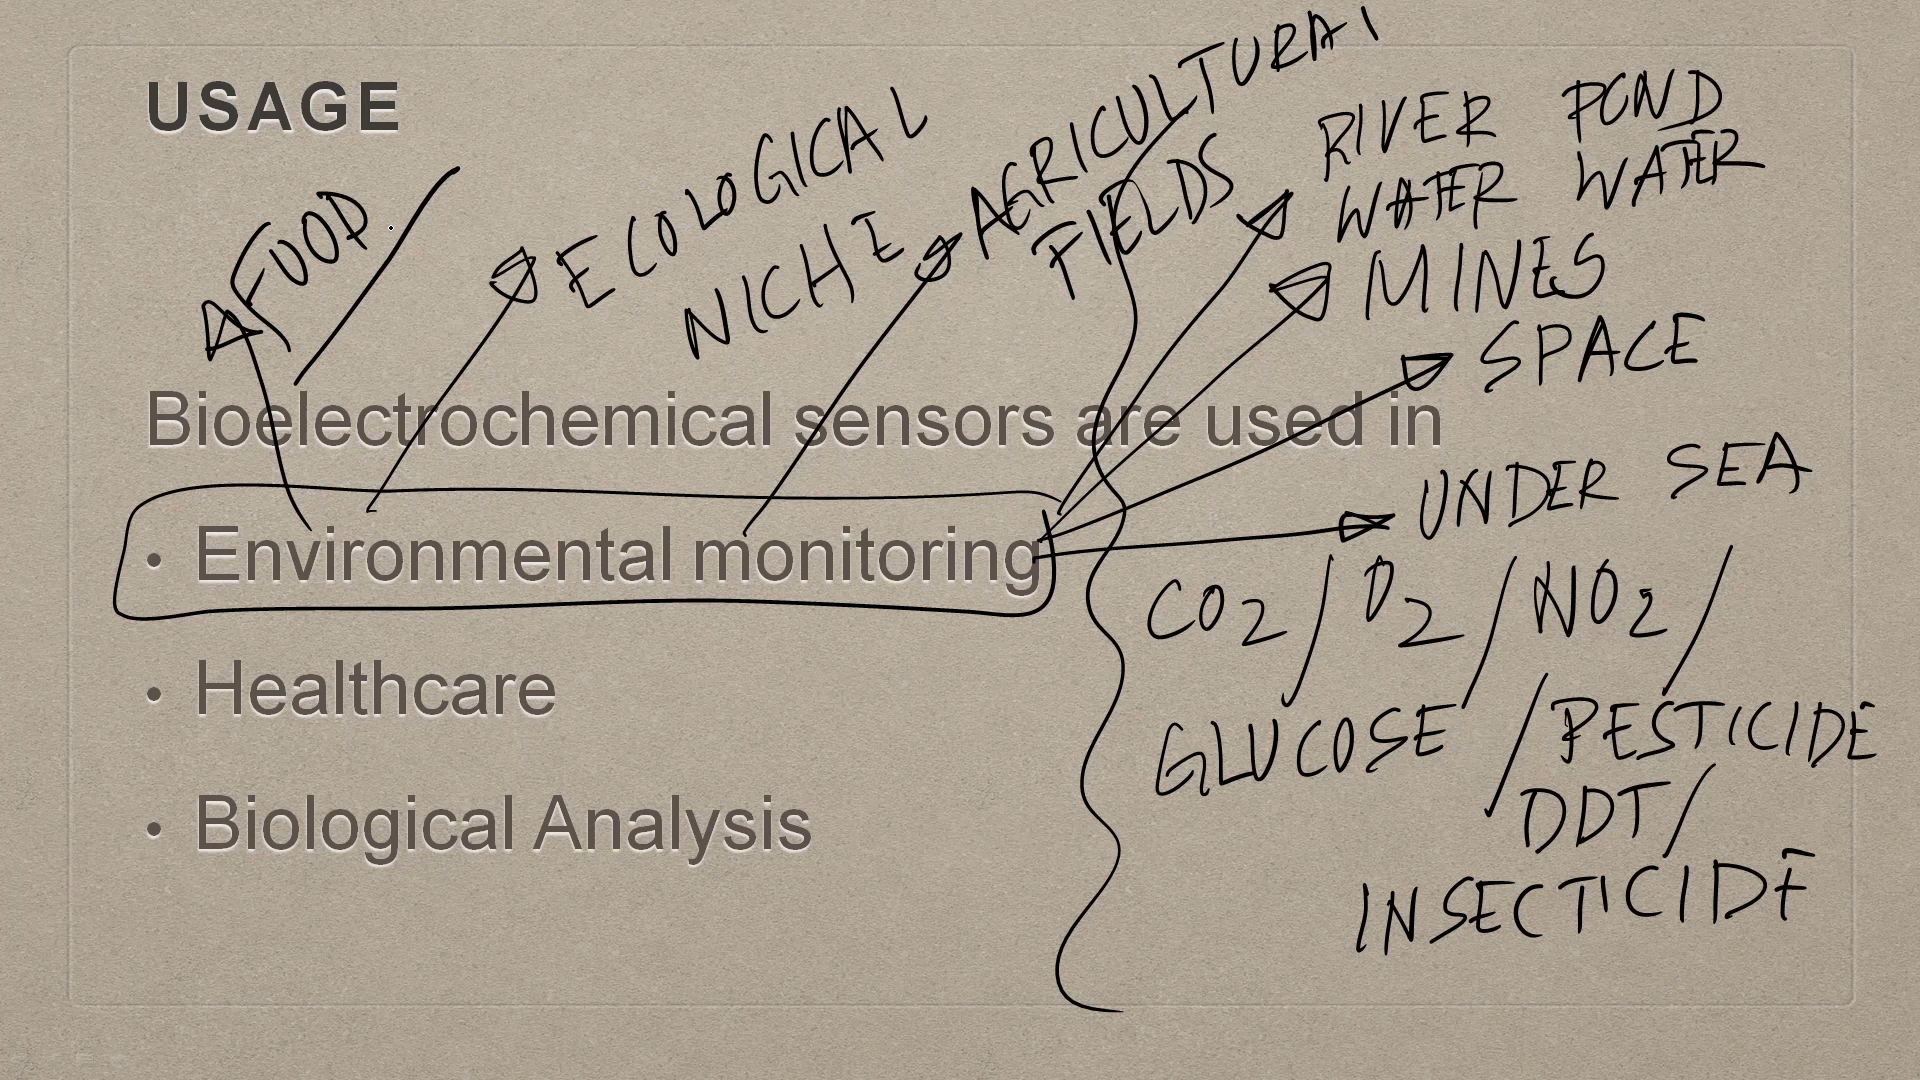 USAGE
FOOD
ECOLOGICAL
NICHE
AGRICULTURAL
FIELDS
RIVER WATER
POND WATER
MINES
SPACE
Bioelectrochemical sensors are used in
UNDER SEA
• Environmental monitoring
CO2 / O2 / NO2 /
• Healthcare
GLUCOSE / PESTICIDE
DDT /
• Biological Analysis
INSECTICIDE